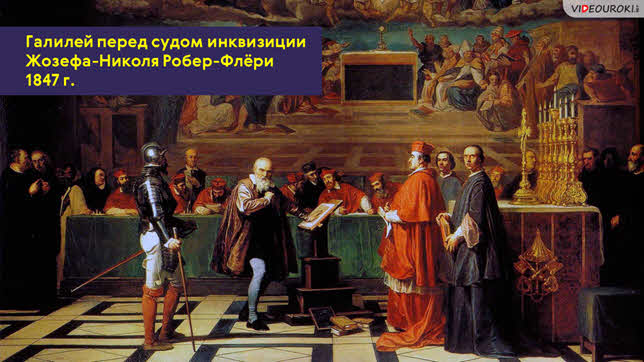 VIDEOUROKI
Галилей перед судом инквизиции
Жозефа-Николя Робер-Флёри
1847 г.